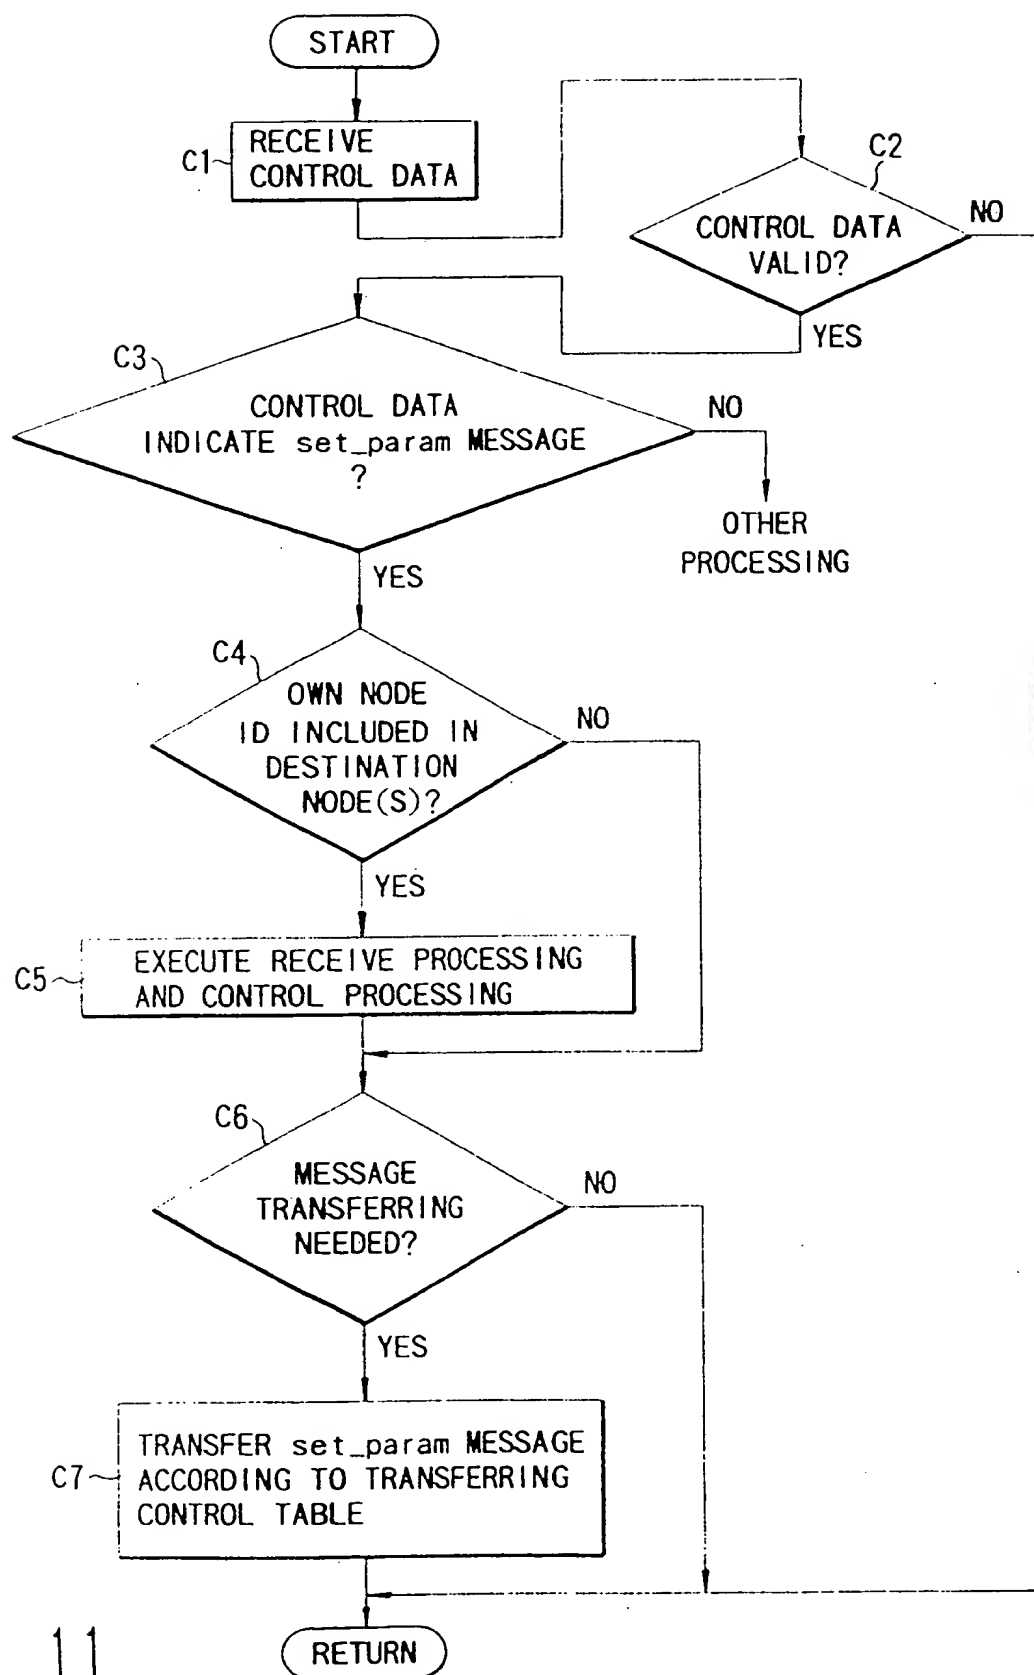 START
C1
RECEIVE
CONTROL DATA
C2
CONTROL DATA
VALID?
NO
YES
C3
CONTROL DATA
INDICATE set_param MESSAGE
?
NO
OTHER
PROCESSING
YES
C4
OWN NODE
ID INCLUDED IN
DESTINATION
NODE(S)?
NO
YES
C5
EXECUTE RECEIVE PROCESSING
AND CONTROL PROCESSING
C6
MESSAGE
TRANSFERRING
NEEDED?
NO
YES
C7
TRANSFER set_param MESSAGE
ACCORDING TO TRANSFERRING
CONTROL TABLE
RETURN
11